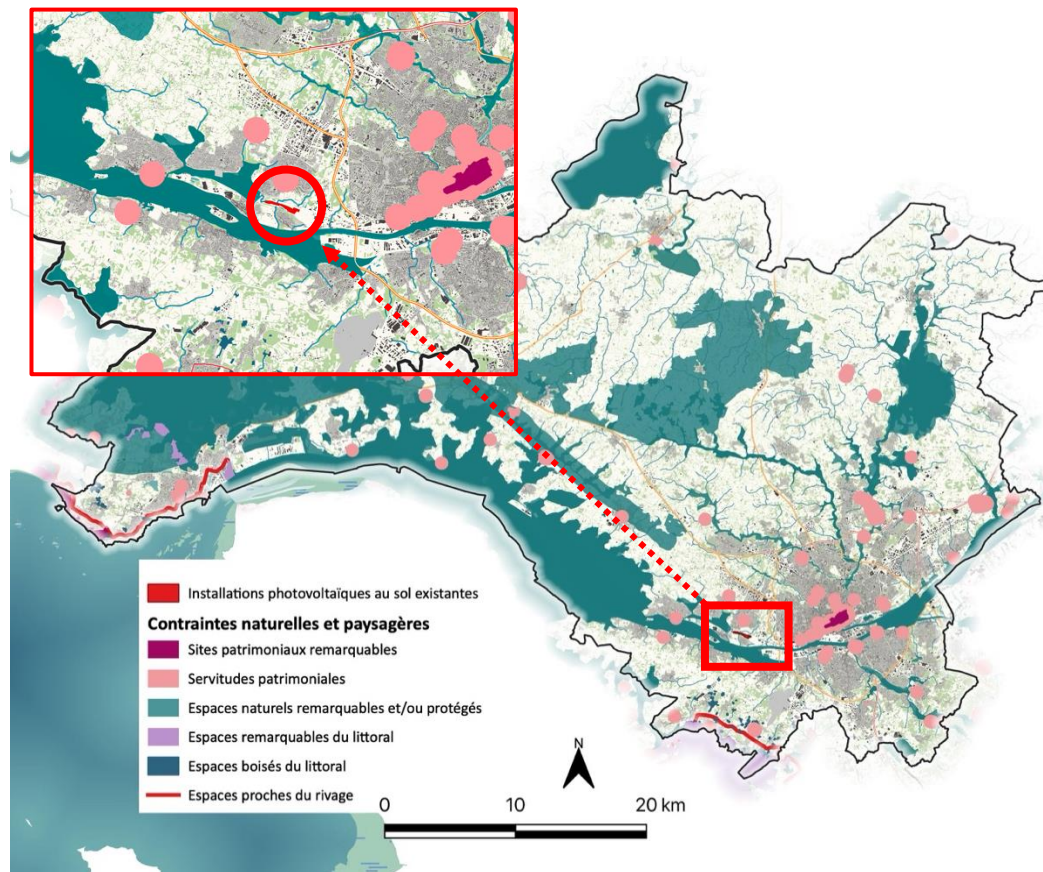 Installations photovoltaïques au sol existantes
Contraintes naturelles et paysagères
Sites patrimoniaux remarquables
Servitudes patrimoniales
Espaces naturels remarquables et/ou protégés
Espaces remarquables du littoral
Espaces boisés du littoral
Espaces proches du rivage
N
0 10 20 km